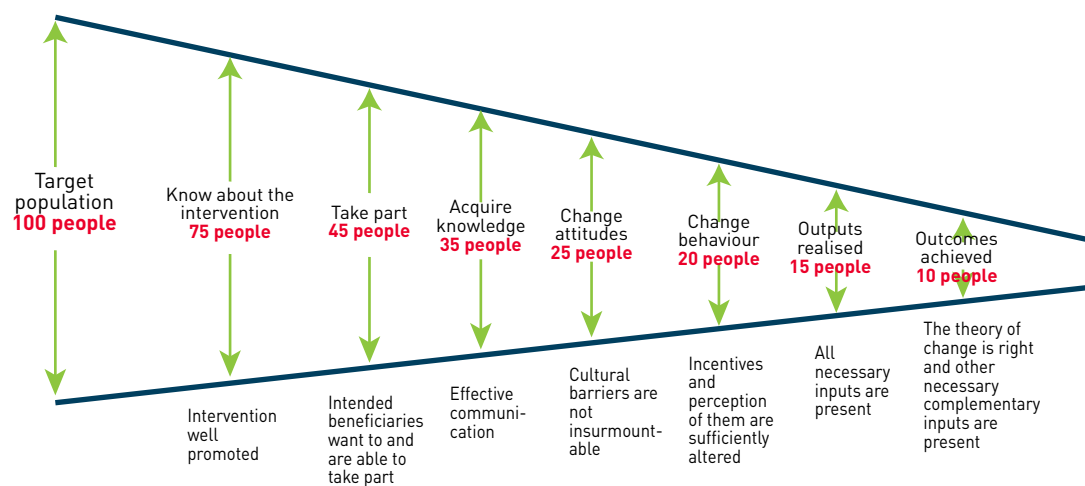 Target
population
100 people
Know about the
intervention
75 people
Take part
45 people
Acquire
knowledge
35 people
Change
attitudes
25 people
Change
behaviour
20 people
Outputs
realised
15 people
Outcomes
achieved
10 people
Intervention
well
promoted
Intended
beneficiaries
want to and
are able to
take part
Effective
communi-
cation
Cultural
barriers are
not
insurmount-
able
Incentives
and
perception
of them are
sufficiently
altered
All
necessary
inputs are
present
The theory of
change is right
and other
necessary
complementary
inputs are
present